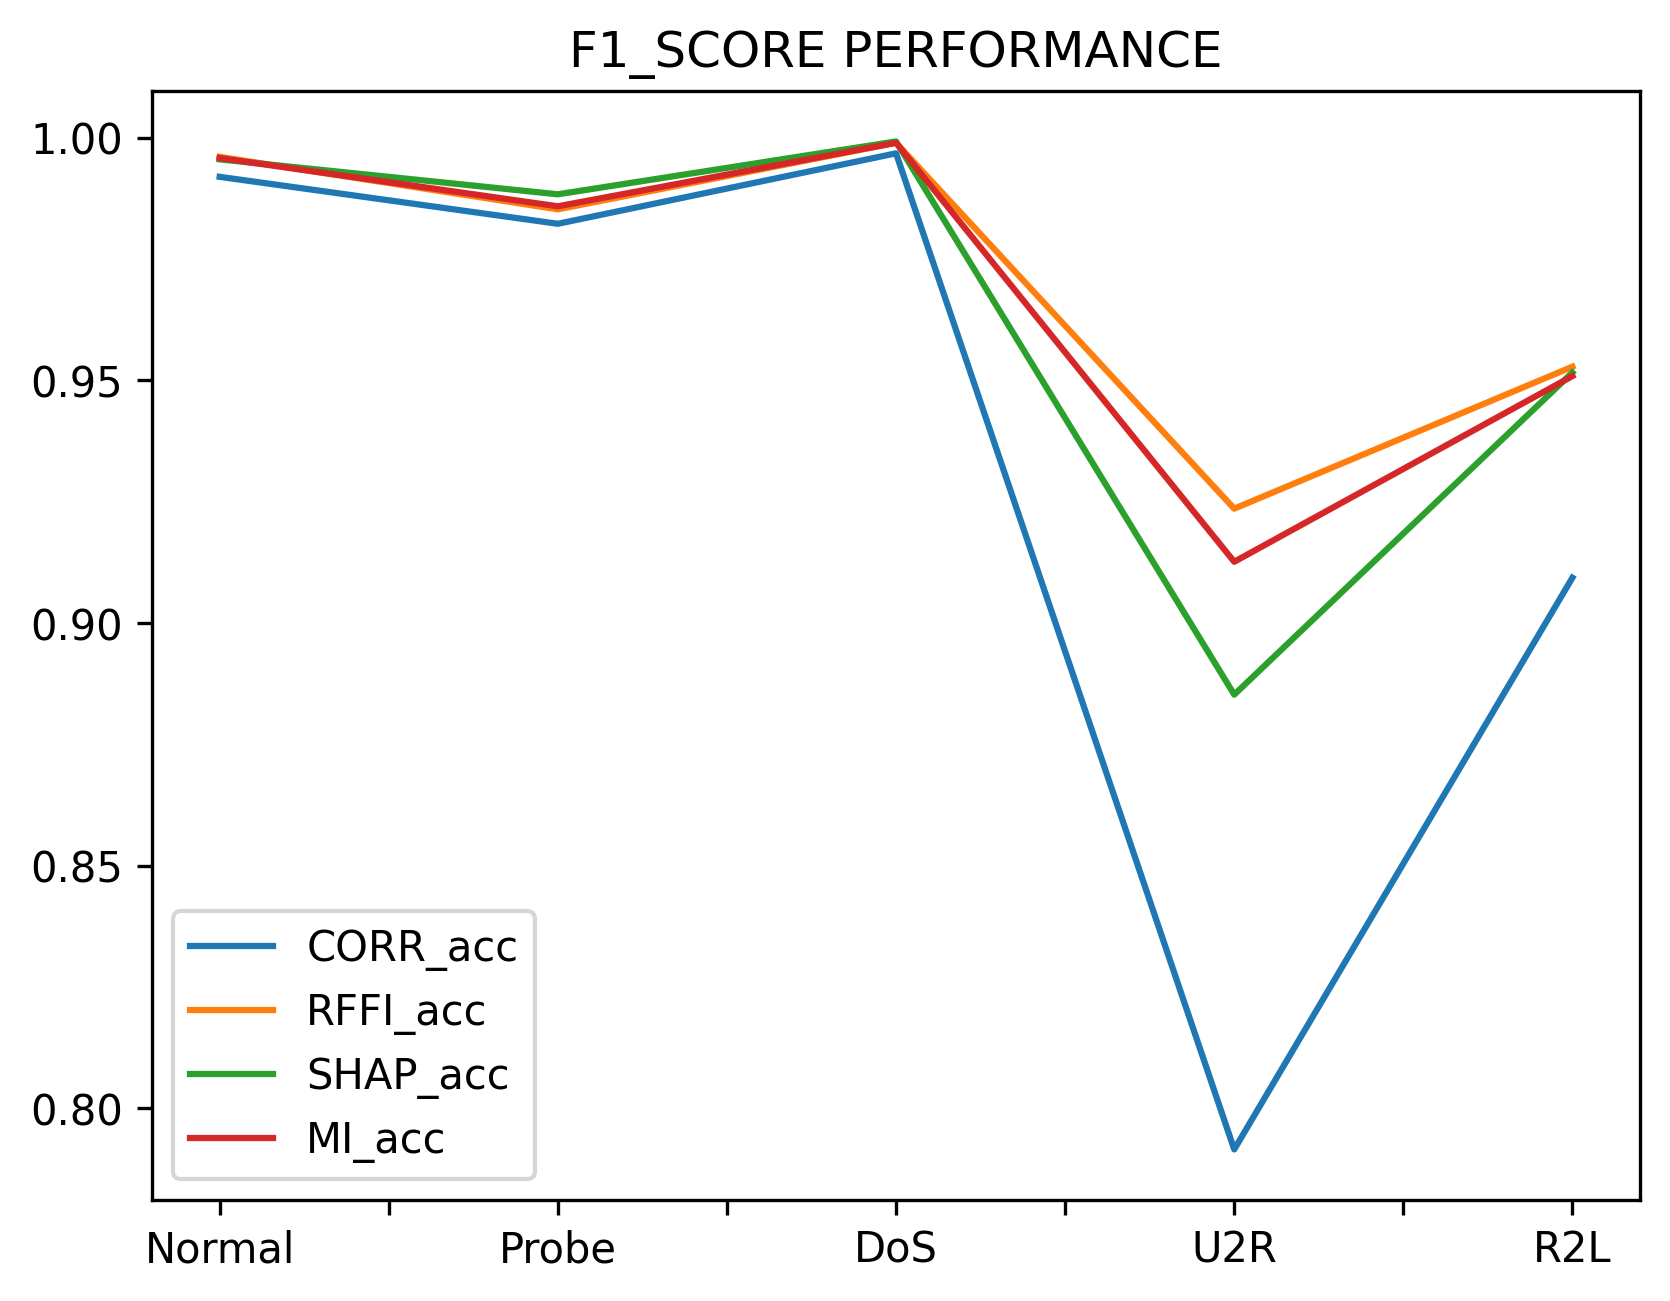 F1_SCORE PERFORMANCE
1.00
0.95
0.90
0.85
0.80
CORR_acc
RFFI_acc
SHAP_acc
MI_acc
Normal Probe DoS U2R R2L